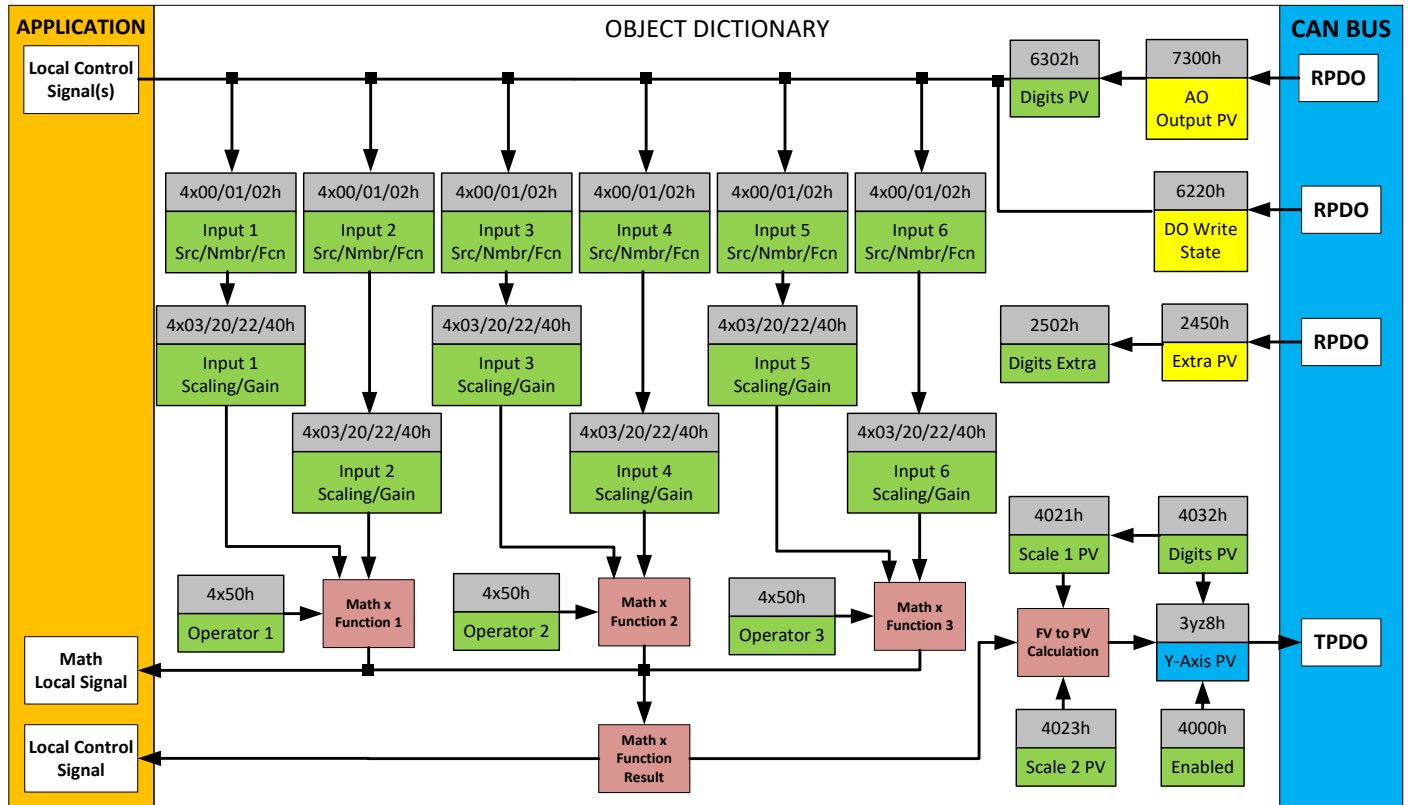 APPLICATION
OBJECT DICTIONARY
CAN BUS
Local Control
Signal(s)
6302h
Digits PV
7300h
AO
Output PV
RPDO
4x00/01/02h
Input 1
Src/Nmbr/Fcn
4x00/01/02h
Input 2
Src/Nmbr/Fcn
4x00/01/02h
Input 3
Src/Nmbr/Fcn
4x00/01/02h
Input 4
Src/Nmbr/Fcn
4x00/01/02h
Input 5
Src/Nmbr/Fcn
4x00/01/02h
Input 6
Src/Nmbr/Fcn
6220h
DO Write
State
RPDO
4x03/20/22/40h
Input 1
Scaling/Gain
4x03/20/22/40h
Input 3
Scaling/Gain
4x03/20/22/40h
Input 5
Scaling/Gain
2502h
Digits Extra
2450h
Extra PV
RPDO
4x03/20/22/40h
Input 2
Scaling/Gain
4x03/20/22/40h
Input 4
Scaling/Gain
4x03/20/22/40h
Input 6
Scaling/Gain
4021h
Scale 1 PV
4032h
Digits PV
4x50h
Operator 1
Math x
Function 1
4x50h
Operator 2
Math x
Function 2
4x50h
Operator 3
Math x
Function 3
FV to PV
Calculation
3yz8h
Y-Axis PV
TPDO
Math
Local Signal
Local Control
Signal
Math x
Function
Result
4023h
Scale 2 PV
4000h
Enabled